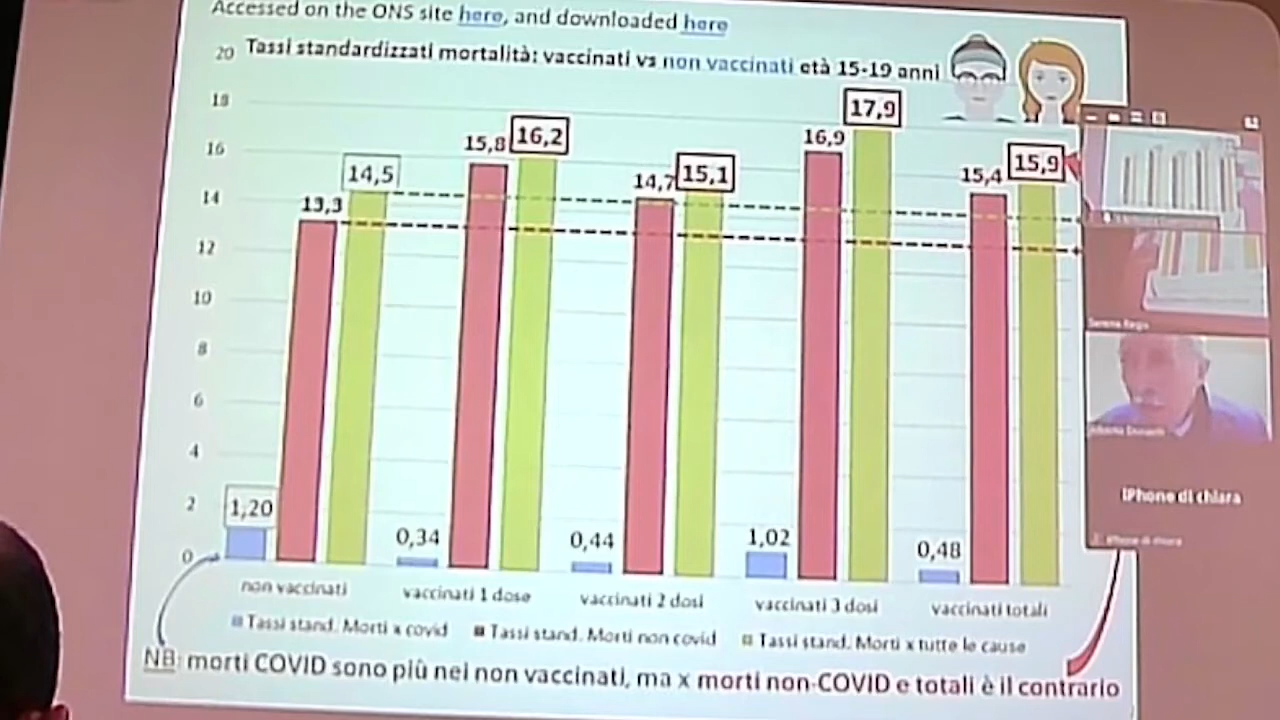 Accessed on the ONS site here, and downloaded here
Tassi standardizzati mortalità: vaccinati vs non vaccinati età 15-19 anni
20
18
16
14
12
10
8
6
4
2
0
1,20
13,3
14,5
0,34
15,8
16,2
0,44
14,7
15,1
1,02
16,9
17,9
0,48
15,4
15,9
non vaccinati
vaccinati 1 dose
vaccinati 2 dosi
vaccinati 3 dosi
vaccinati totali
Tassi stand. Morti x covid
Tassi stand. Morti non covid
Tassi stand. Morti x tutte le cause
NB: morti COVID sono più nei non vaccinati, ma x morti non-COVID e totali è il contrario
iPhone di chiara
iPhone di chiara